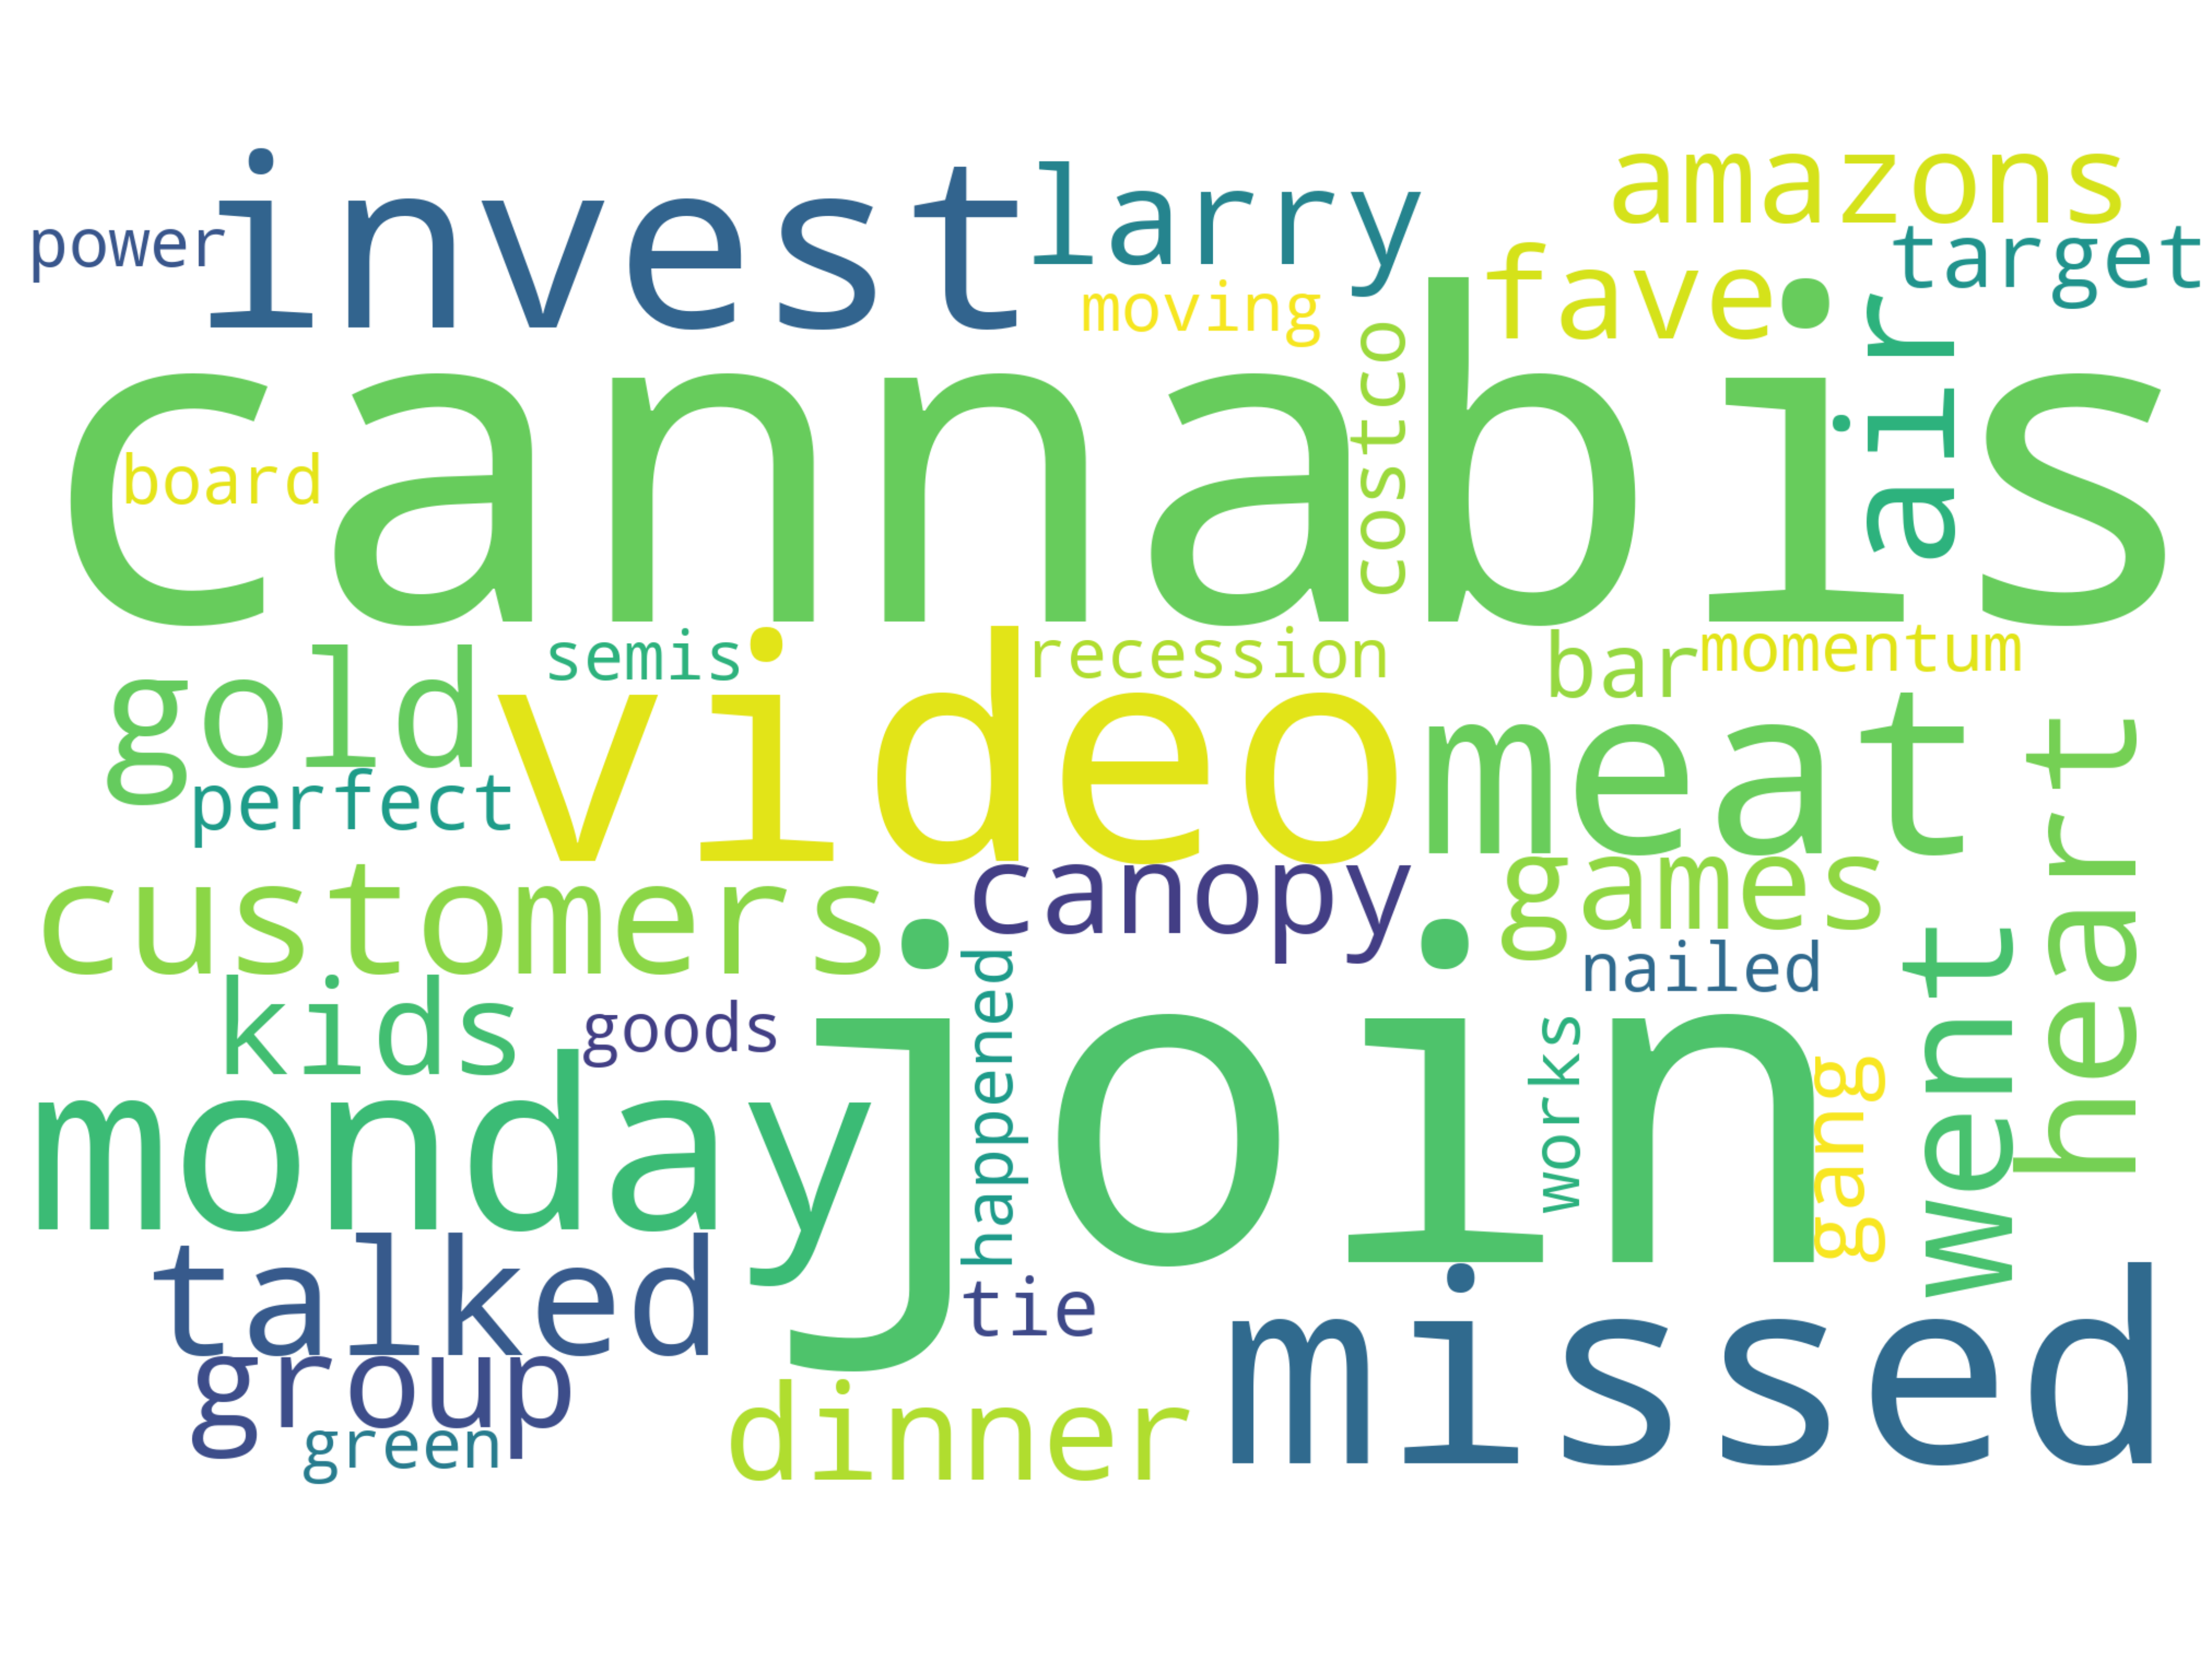 power
invest
larry
amazons
target
moving
fave
air
costco
cannabis
board
semis
recession
bar
momentum
gold
video
meat
heart
perfect
customers
canopy
games
nailed
went
kids
goods
happened
join
works
gang
monday
talked
tie
missed
group
green
dinner